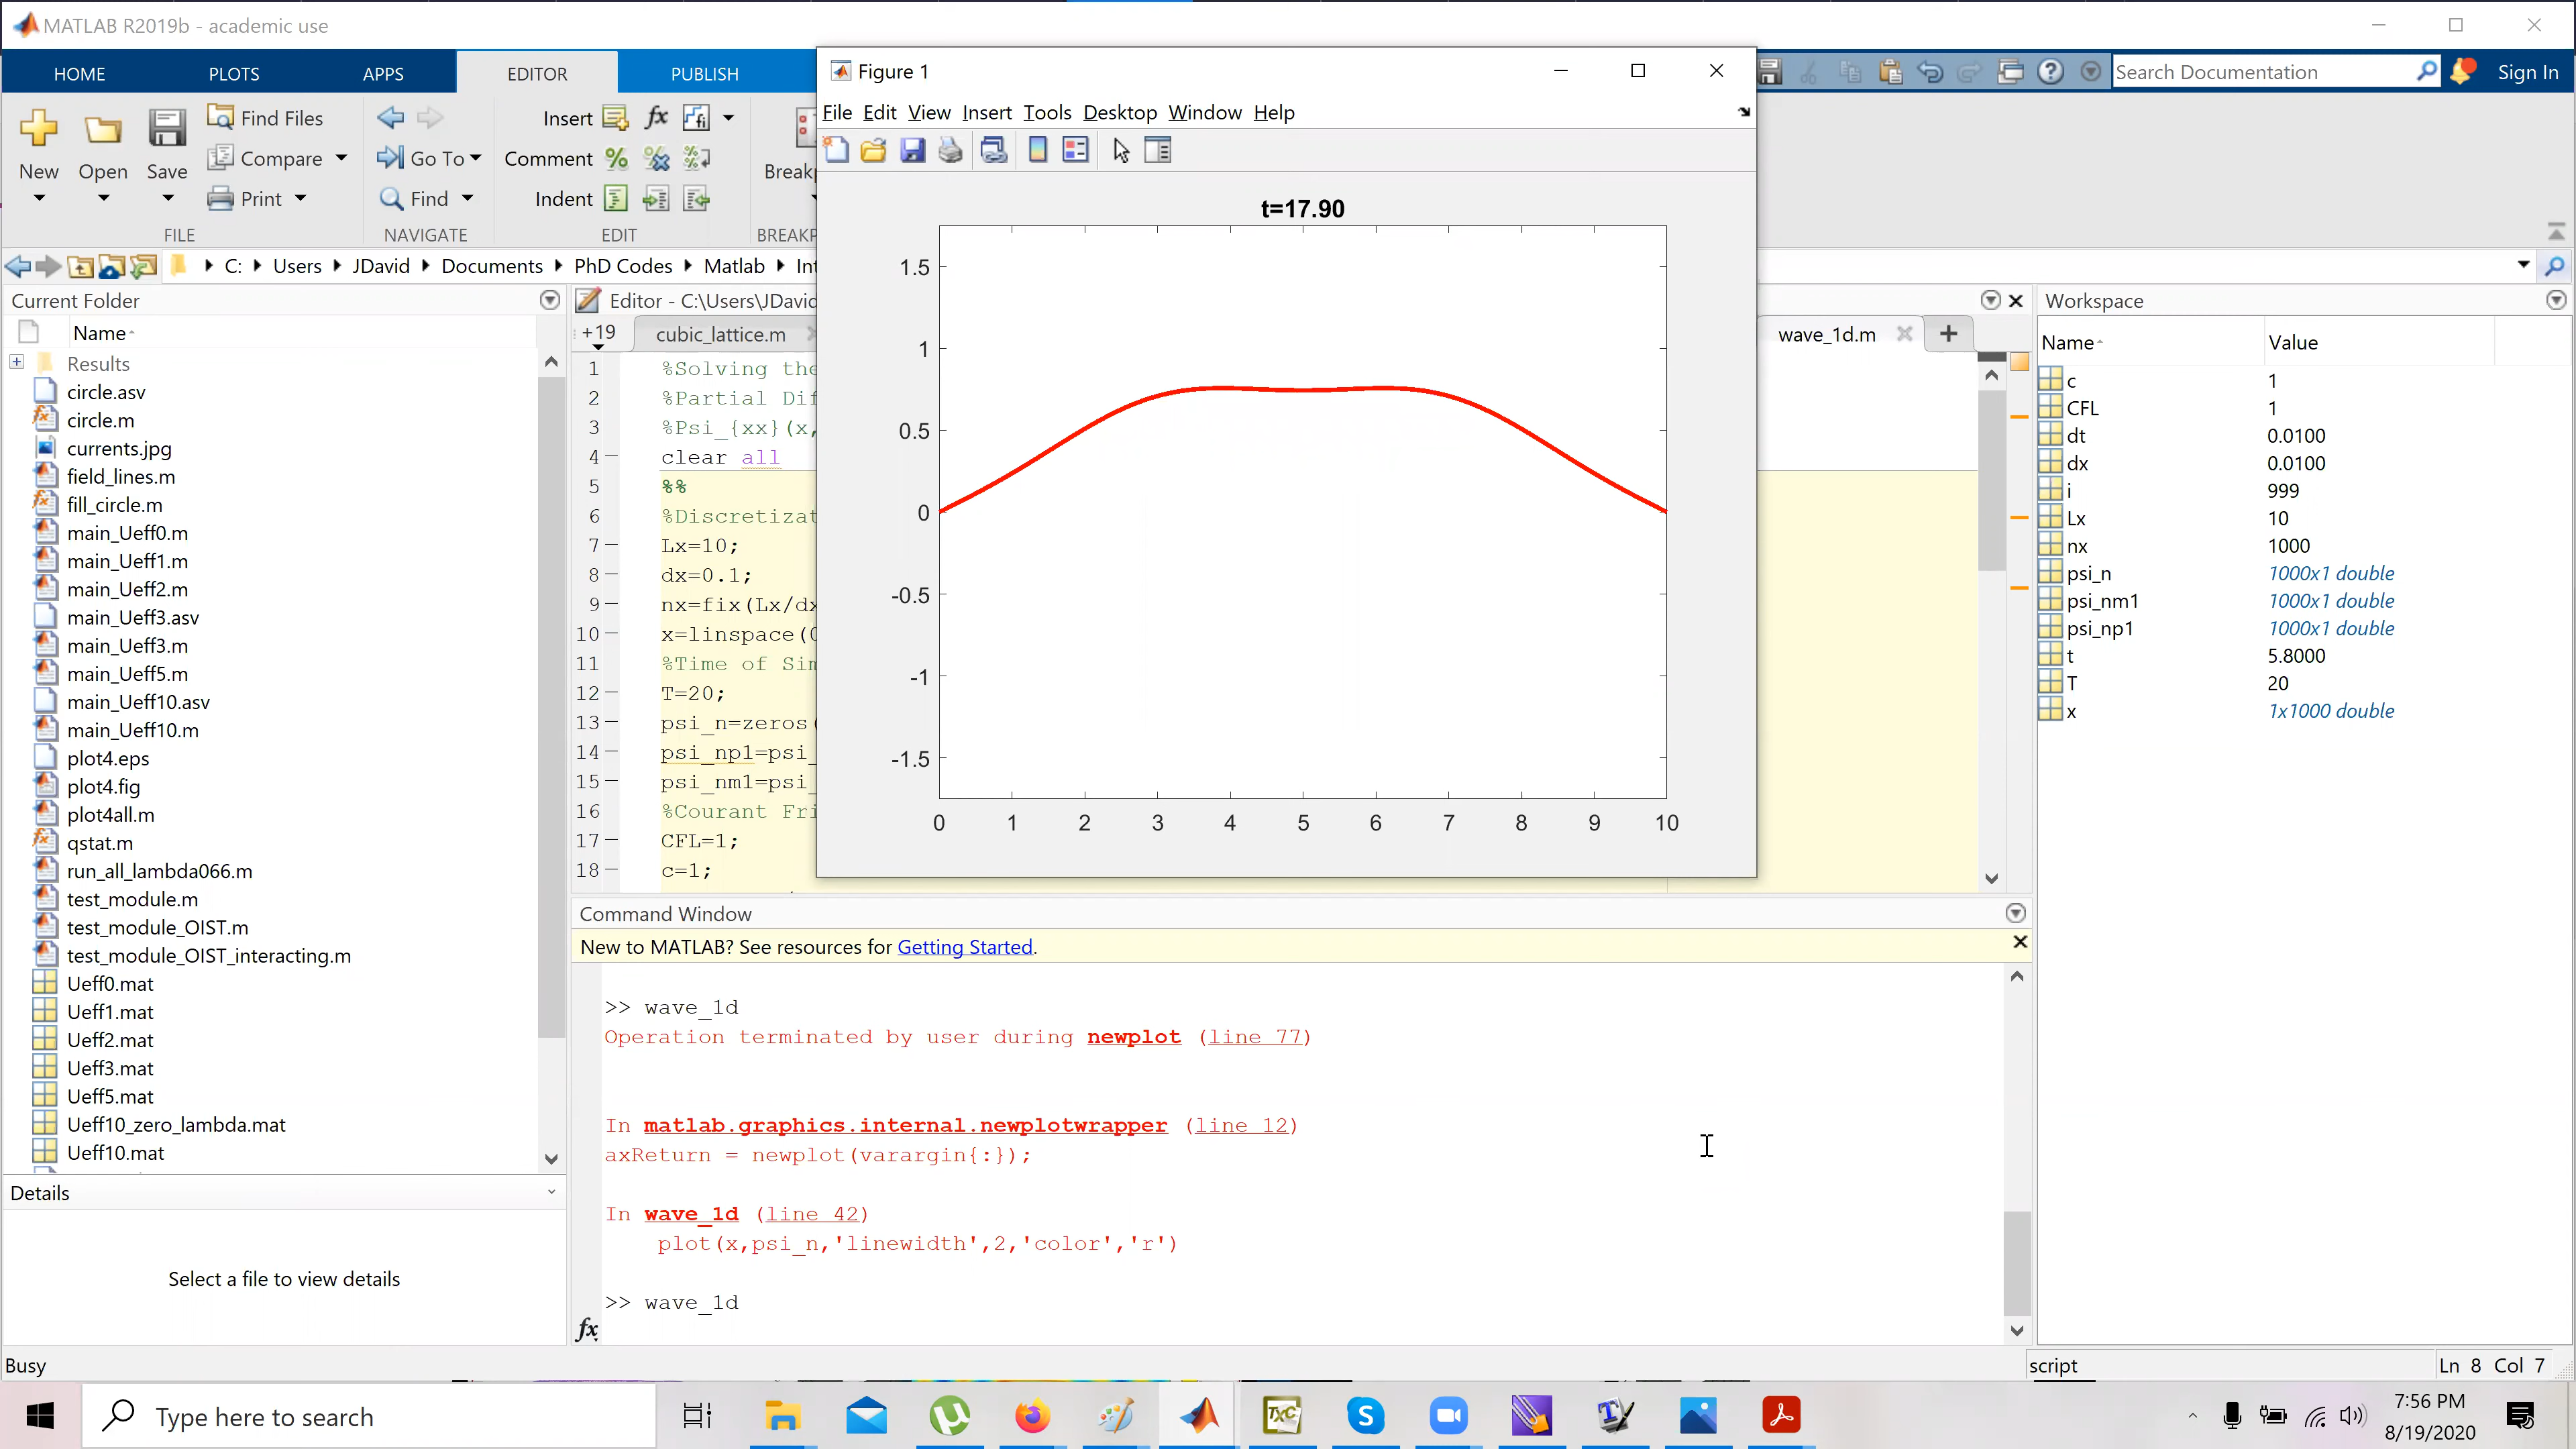 MATLAB R2019b - academic use
HOME PLOTS APPS EDITOR PUBLISH
Search Documentation
Sign In
New
Open
Save
Find Files
Compare
Print
FILE
Go To
Find
NAVIGATE
Insert
Comment
Indent
EDIT
fx
fi
Breakp
BREAKP
C: Users JDavid Documents PhD Codes Matlab Int
Current Folder
Name
Results
circle.asv
circle.m
currents.jpg
field_lines.m
fill_circle.m
main_Ueff0.m
main_Ueff1.m
main_Ueff2.m
main_Ueff3.asv
main_Ueff3.m
main_Ueff5.m
main_Ueff10.asv
main_Ueff10.m
plot4.eps
plot4.fig
plot4all.m
qstat.m
run_all_lambda066.m
test_module.m
test_module_OIST.m
test_module_OIST_interacting.m
Ueff0.mat
Ueff1.mat
Ueff2.mat
Ueff3.mat
Ueff5.mat
Ueff10_zero_lambda.mat
Ueff10.mat
Details
Select a file to view details
Editor - C:\Users\JDavid
+19 cubic_lattice.m
wave_1d.m
1 %Solving the
2 %Partial Dif
3 %Psi_{xx}(x,
4 clear all
5 %%
6 %Discretizat
7 Lx=10;
8 dx=0.1;
9 nx=fix(Lx/dx
10 x=linspace(0
11 %Time of Sim
12 T=20;
13 psi_n=zeros(
14 psi_np1=psi_
15 psi_nm1=psi_
16 %Courant Fri
17 CFL=1;
18 c=1;
Figure 1
File Edit View Insert Tools Desktop Window Help
t=17.90
1.5
1
0.5
0
-0.5
-1
-1.5
0 1 2 3 4 5 6 7 8 9 10
Command Window
New to MATLAB? See resources for Getting Started.
>> wave_1d
Operation terminated by user during newplot (line 77)
In matlab.graphics.internal.newplotwrapper (line 12)
axReturn = newplot(varargin{:});
In wave_1d (line 42)
plot(x,psi_n,'linewidth',2,'color','r')
>> wave_1d
fx
Workspace
Name Value
c 1
CFL 1
dt 0.0100
dx 0.0100
i 999
Lx 10
nx 1000
psi_n 1000x1 double
psi_nm1 1000x1 double
psi_np1 1000x1 double
t 5.8000
T 20
x 1x1000 double
Busy
script
Ln 8 Col 7
Type here to search
TxC
7:56 PM
8/19/2020